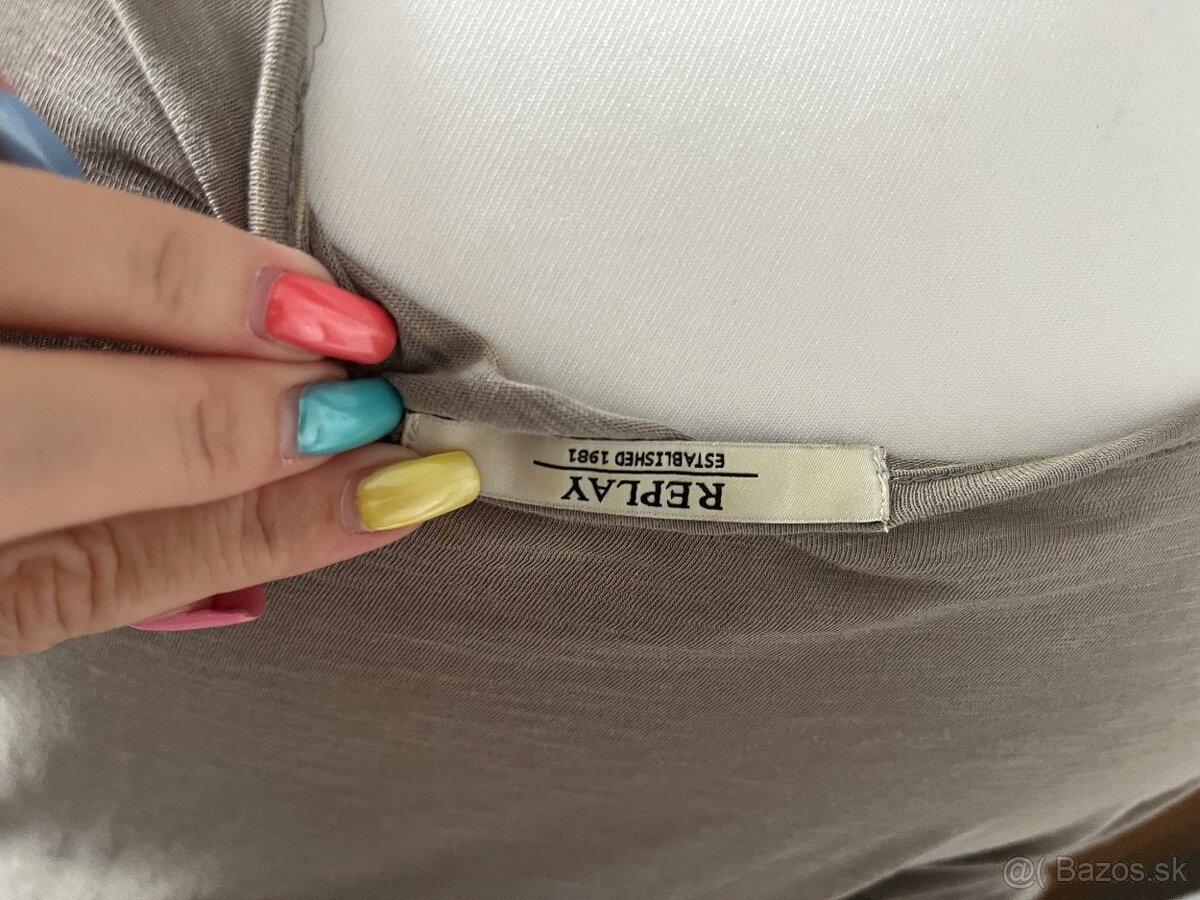 REPLAY
ESTABLISHED 1981
@( Bazos.sk